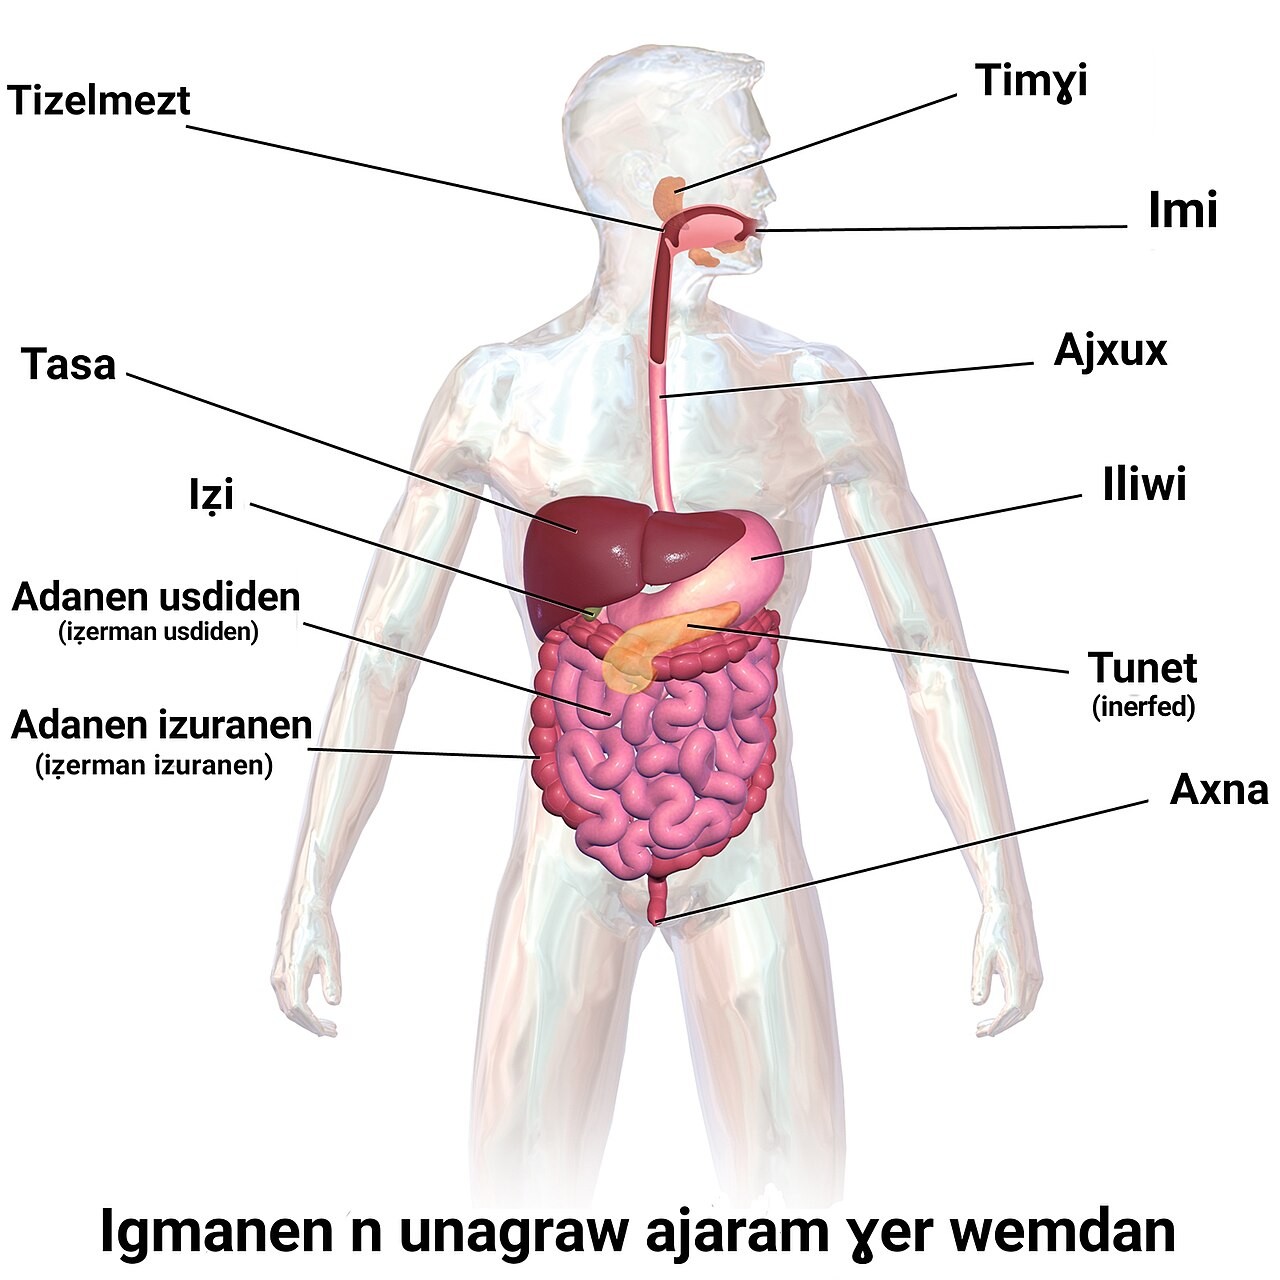 Tizelmezt
Timɣi
Imi
Tasa
Ajxux
Iẓi
Iliwi
Adanen usdiden
(iẓerman usdiden)
Tunet
(inerfed)
Adanen izuranen
(iẓerman izuranen)
Axna
Igmanen n unagraw ajaram ɣer wemdan